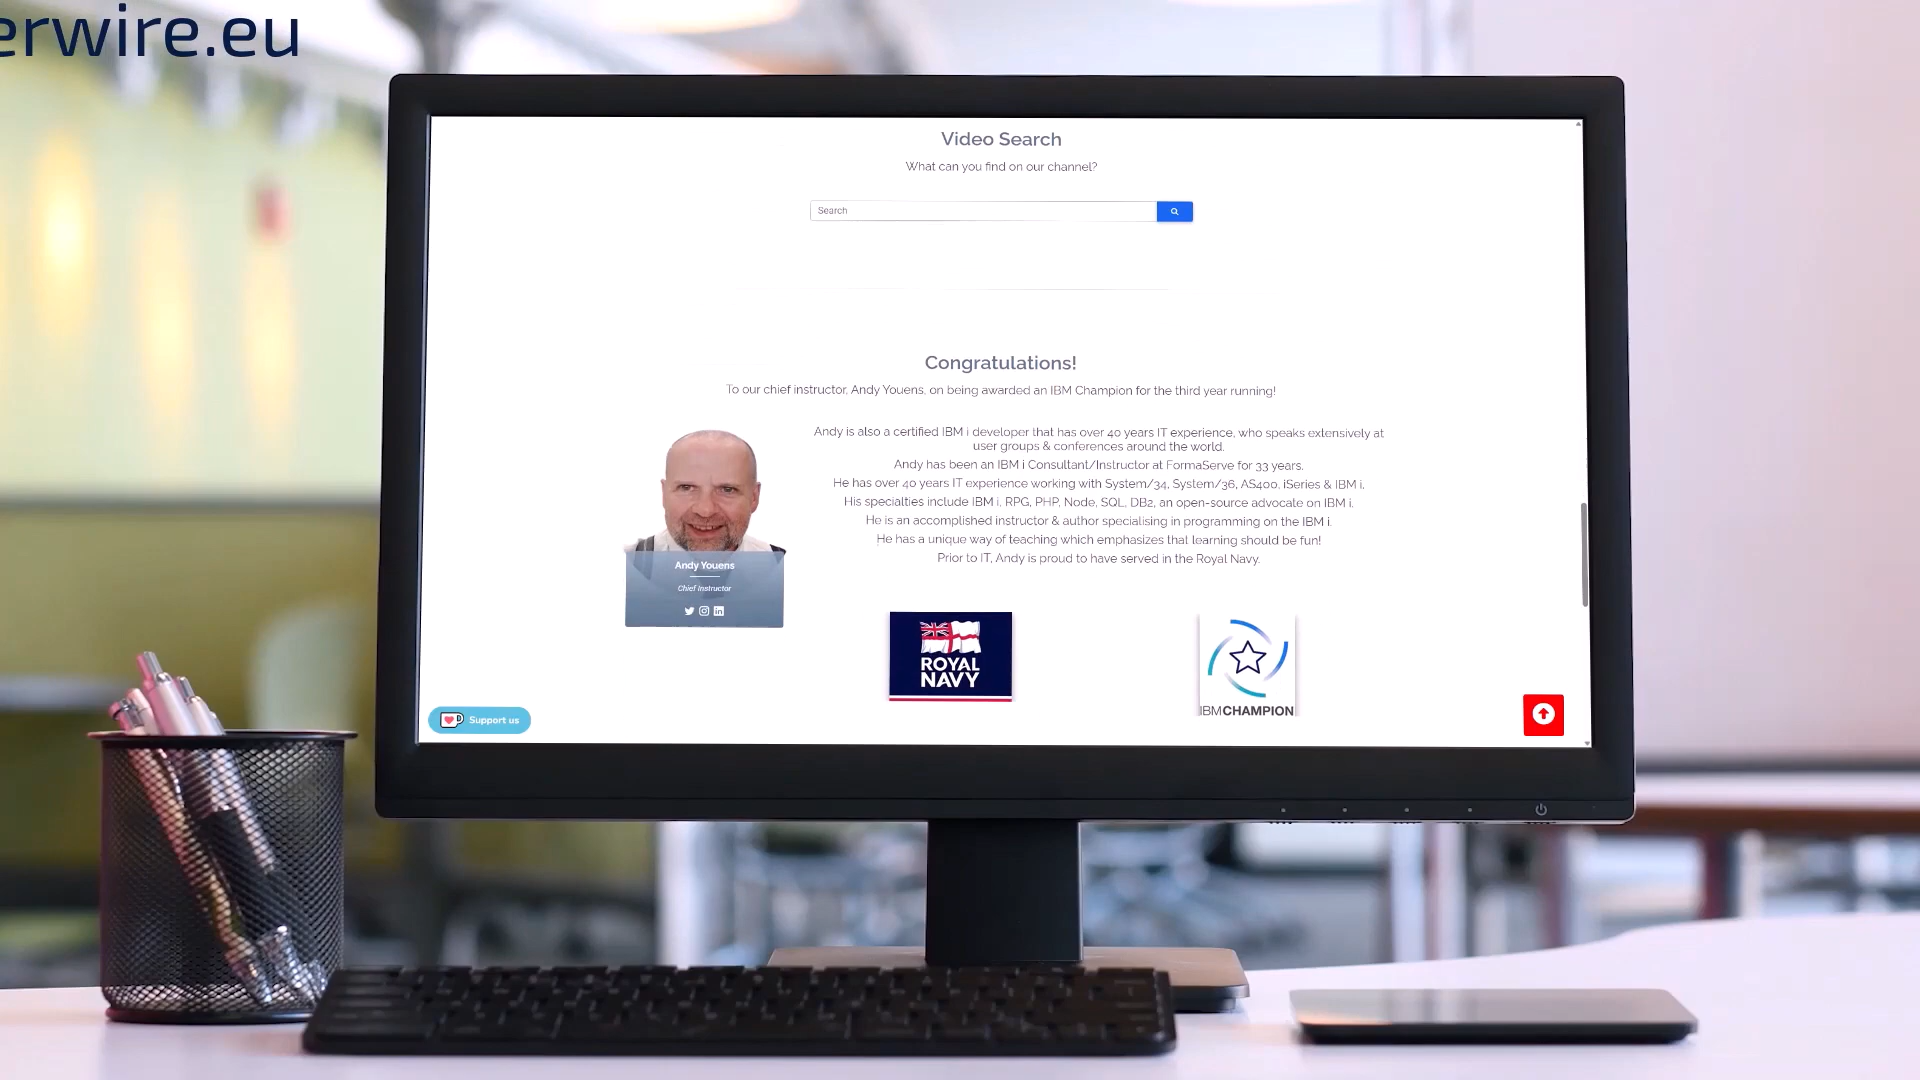 erwire.eu
Video Search
What can you find on our channel?
Search
Congratulations!
To our chief instructor, Andy Youens, on being awarded an IBM Champion for the third year running!
Andy is also a certified IBM i developer that has over 40 years IT experience, who speaks extensively at
user groups & conferences around the world.
Andy has been an IBM i Consultant/Instructor at FormaServe for 33 years.
He has over 40 years IT experience working with System/34, System/36, AS400, iSeries & IBM i.
His specialties include IBM i, RPG, PHP, Node, SQL, DB2, an open-source advocate on IBM i.
He is an accomplished instructor & author specialising in programming on the IBM i.
He has a unique way of teaching which emphasizes that learning should be fun!
Prior to IT, Andy is proud to have served in the Royal Navy.
Andy Youens
Chief Instructor
ROYAL
NAVY
IBM CHAMPION
Support us